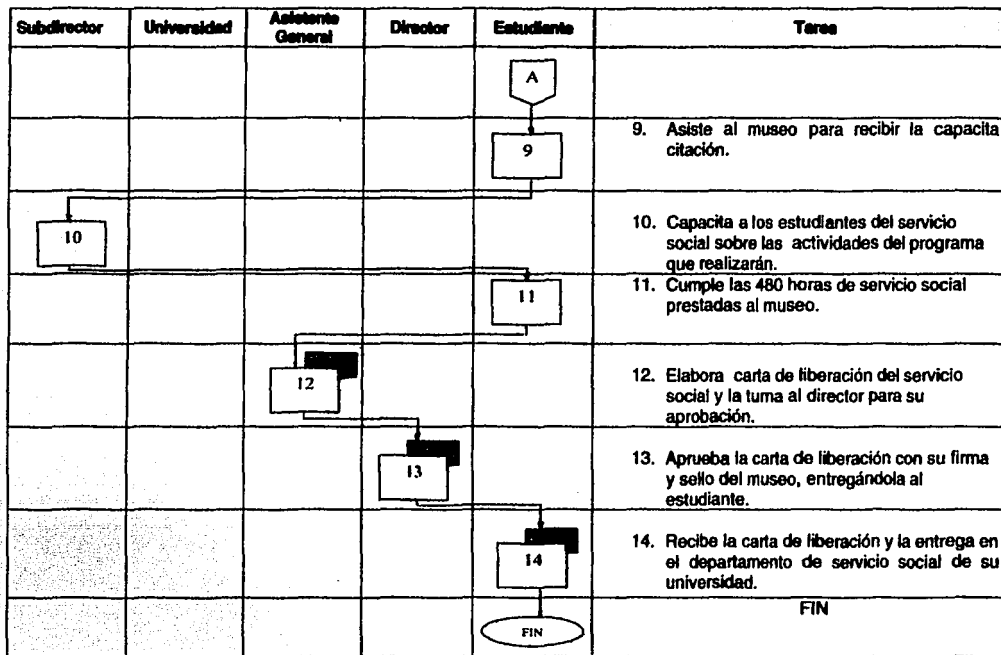 Subdirector Universidad Asistente General Director Estudiante Tarea
A
9
9. Asiste al museo para recibir la capacita
citación.
10
10. Capacita a los estudiantes del servicio
social sobre las actividades del programa
que realizarán.
11
11. Cumple las 480 horas de servicio social
prestadas al museo.
12
12. Elabora carta de liberación del servicio
social y la turna al director para su
aprobación.
13
13. Aprueba la carta de liberación con su firma
y sello del museo, entregándola al
estudiante.
14
14. Recibe la carta de liberación y la entrega en
el departamento de servicio social de su
universidad.
FIN
FIN